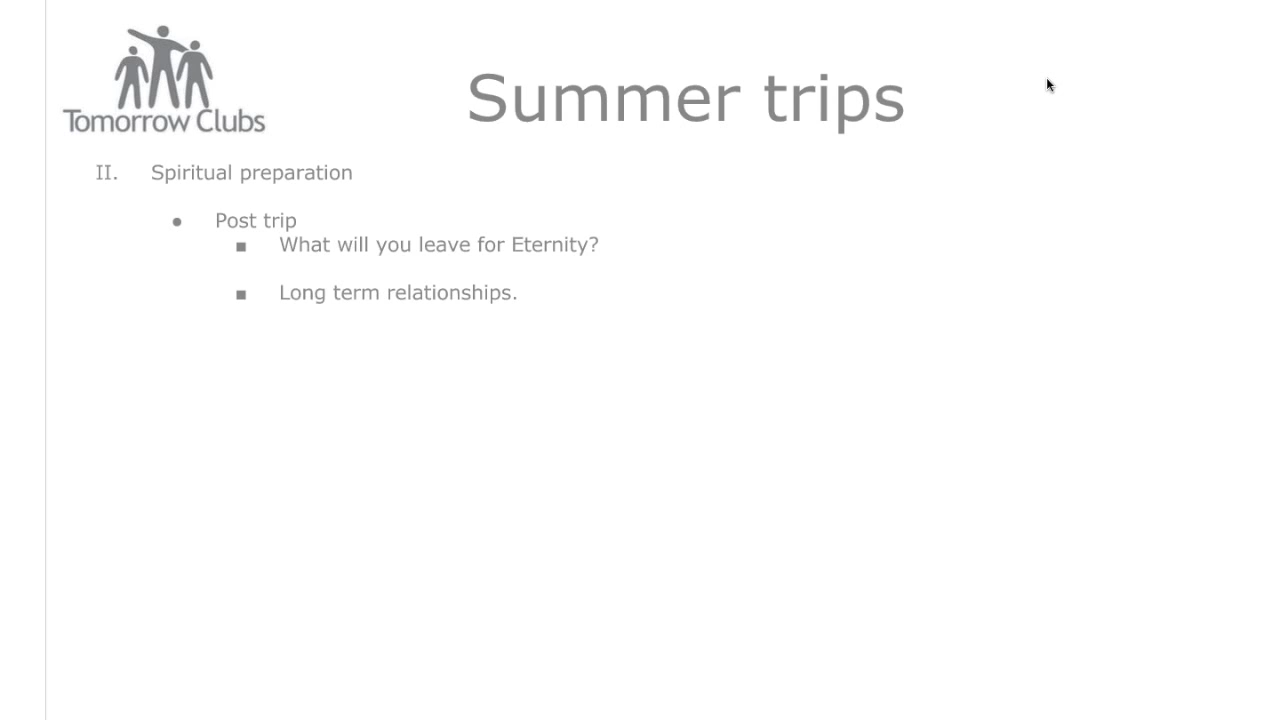 Tomorrow Clubs
Summer trips
II. Spiritual preparation
● Post trip
■ What will you leave for Eternity?
■ Long term relationships.